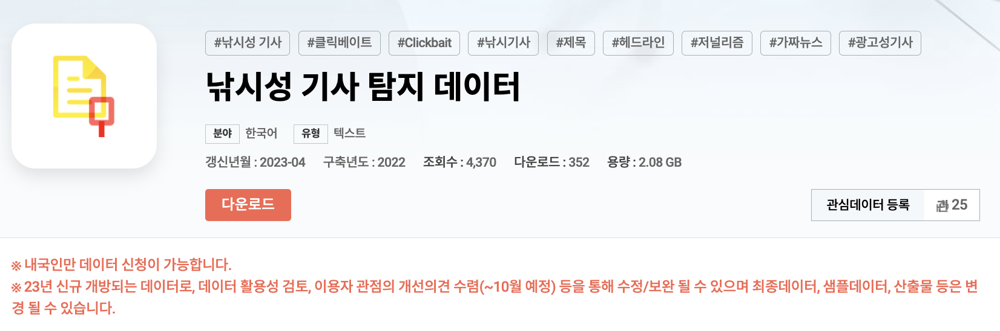 #낚시성 기사 #클릭베이트 #Clickbait #낚시기사 #제목 #헤드라인 #저널리즘 #가짜뉴스 #광고성기사
낚시성 기사 탐지 데이터
분야 한국어 유형 텍스트
갱신년월 : 2023-04 구축년도 : 2022 조회수 : 4,370 다운로드 : 352 용량 : 2.08 GB
다운로드 관심데이터 등록 25
※ 내국인만 데이터 신청이 가능합니다.
※ 23년 신규 개방되는 데이터로, 데이터 활용성 검토, 이용자 관점의 개선의견 수렴(~10월 예정) 등을 통해 수정/보완 될 수 있으며 최종데이터, 샘플데이터, 산출물 등은 변
경 될 수 있습니다.